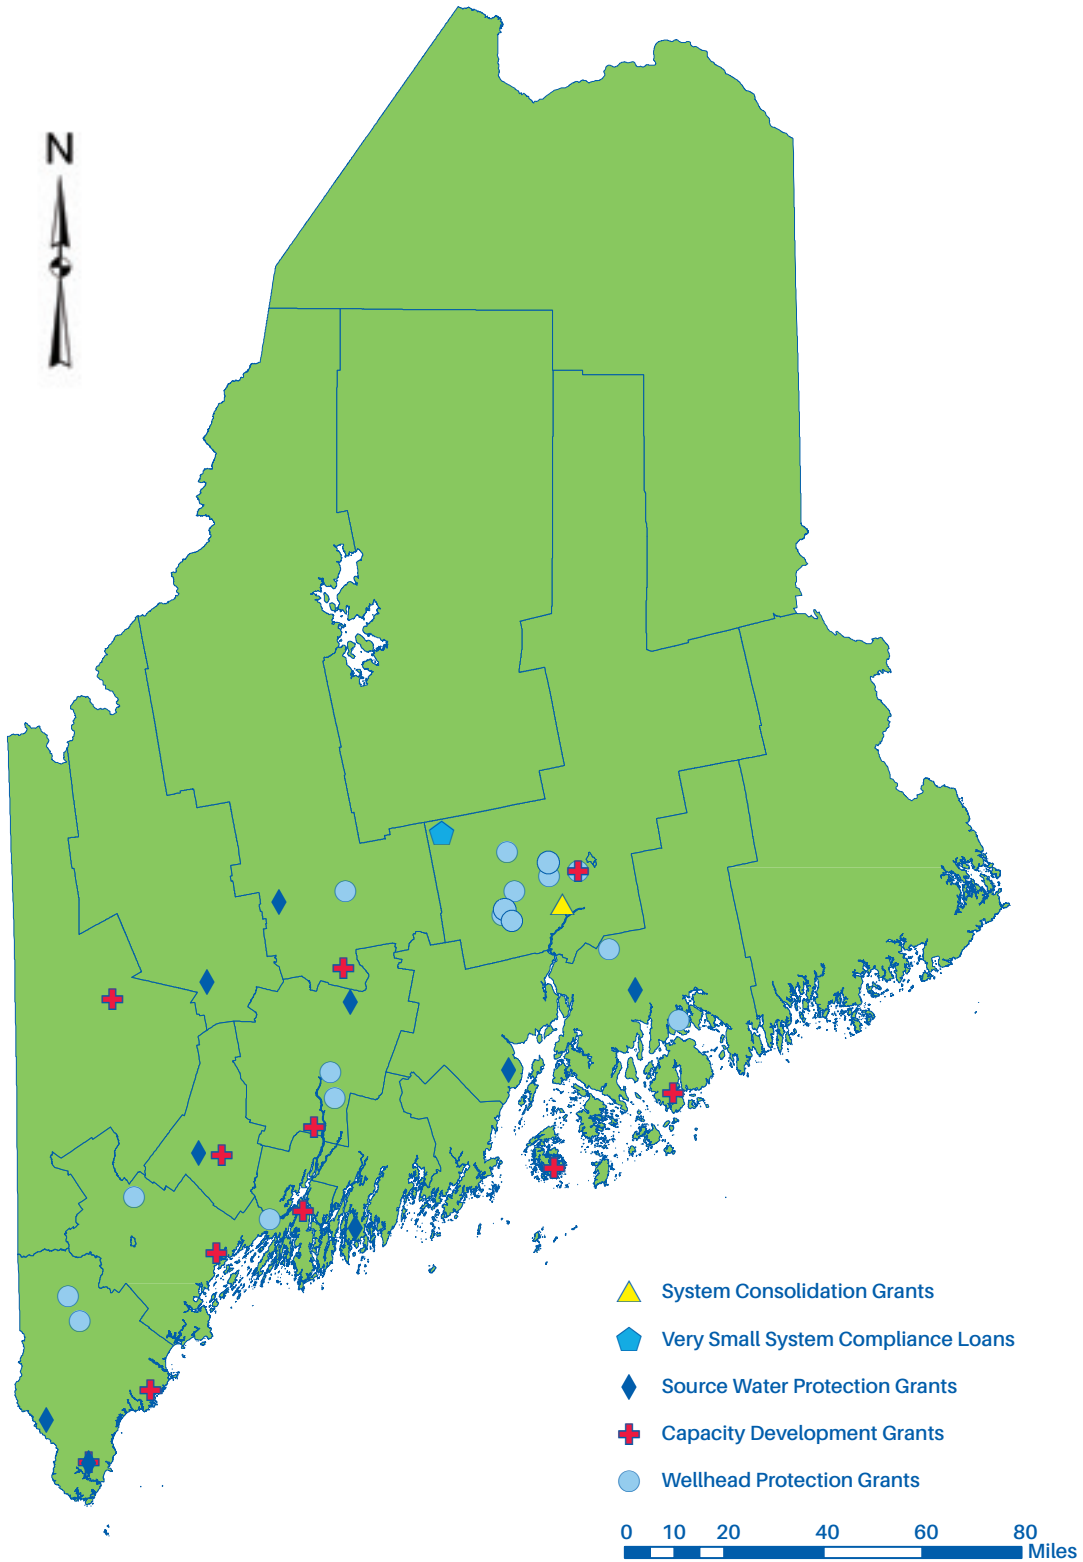 N
System Consolidation Grants
Very Small System Compliance Loans
Source Water Protection Grants
Capacity Development Grants
Wellhead Protection Grants
0 10 20 40 60 80
Miles